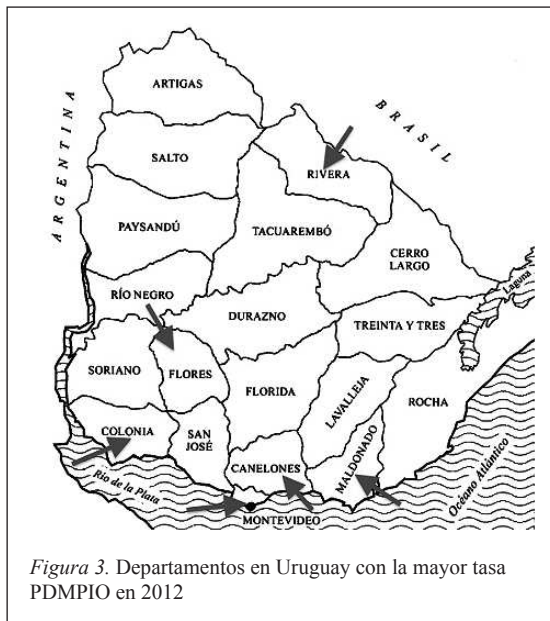 ARTIGAS
ARGENTINA
BRASIL
SALTO
RIVERA
PAYSANDÚ
TACUAREMBÓ
CERRO
LARGO
RÍO NEGRO
Laguna
DURAZNO
TREINTA Y TRES
SORIANO
FLORES
FLORIDA
LAVALLEJA
ROCHA
COLONIA
SAN
JOSÉ
CANELONES
MALDONADO
Río de la Plata
MONTEVIDEO
Océano Atlántico
Figura 3. Departamentos en Uruguay con la mayor tasa
PDMPIO en 2012